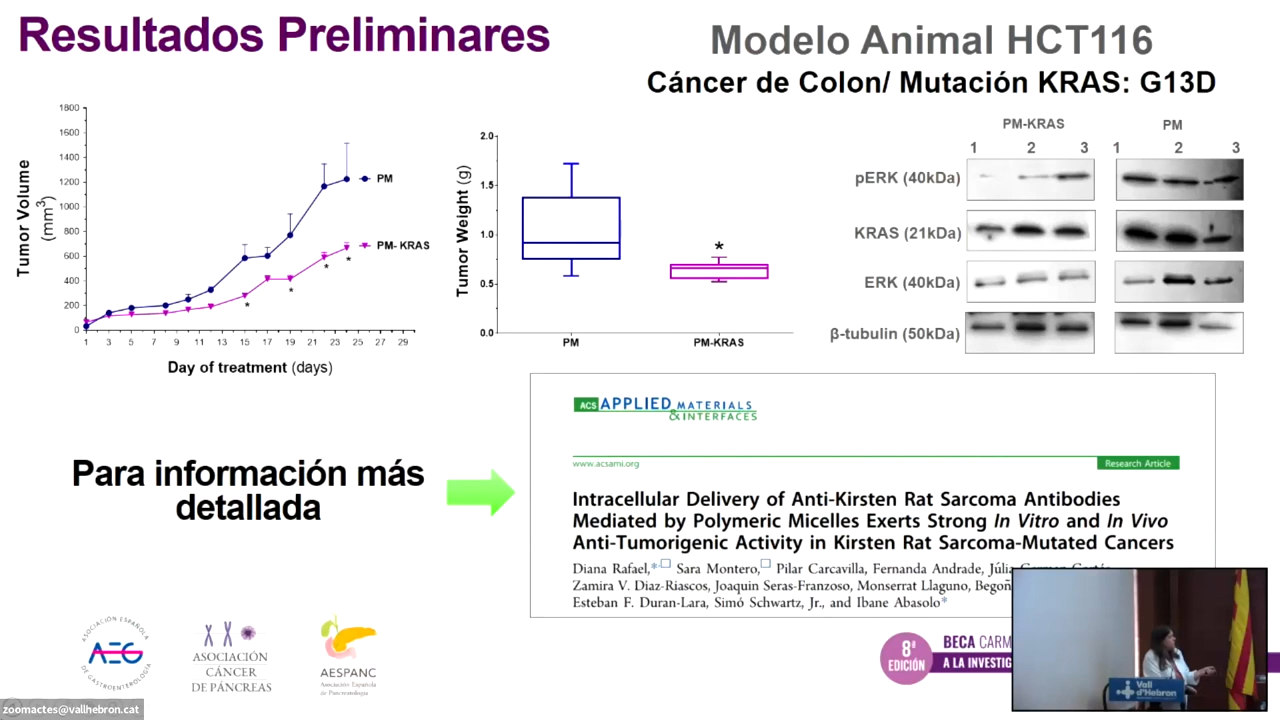 Resultados Preliminares
Modelo Animal HCT116
Cáncer de Colon/ Mutación KRAS: G13D
Tumor Volume
(mm3)
1800
1600
1400
1200
1000
800
600
400
200
0
1 3 5 7 9 11 13 15 17 19 21 23 25 27 29
Day of treatment (days)
PM
PM- KRAS
*
*
*
*
Tumor Weight (g)
2.0
1.5
1.0
0.5
0.0
*
PM PM-KRAS
PM-KRAS PM
1 2 3 1 2 3
pERK (40kDa)
KRAS (21kDa)
ERK (40kDa)
β-tubulin (50kDa)
Para información más
detallada
ACS APPLIED MATERIALS
&INTERFACES
www.acsami.org Research Article
Intracellular Delivery of Anti-Kirsten Rat Sarcoma Antibodies
Mediated by Polymeric Micelles Exerts Strong In Vitro and In Vivo
Anti-Tumorigenic Activity in Kirsten Rat Sarcoma-Mutated Cancers
Diana Rafael,* Sara Montero, Pilar Carcavilla, Fernanda Andrade,
Zamira V. Diaz-Riascos, Joaquin Seras-Franzoso, Monserrat Llaguno,
Esteban F. Duran-Lara, Simó Schwartz, Jr., and Ibane Abasolo*
ASOCIACIÓN ESPAÑOLA
AEG
DE GASTROENTEROLOGÍA
ASOCIACIÓN
CÁNCER
DE PÁNCREAS
AESPANC
Asociación Española
de Pancreatología
8ª
EDICIÓN
BECA
A LA
Vall
d'Hebron
zoomactes@vallhebron.cat